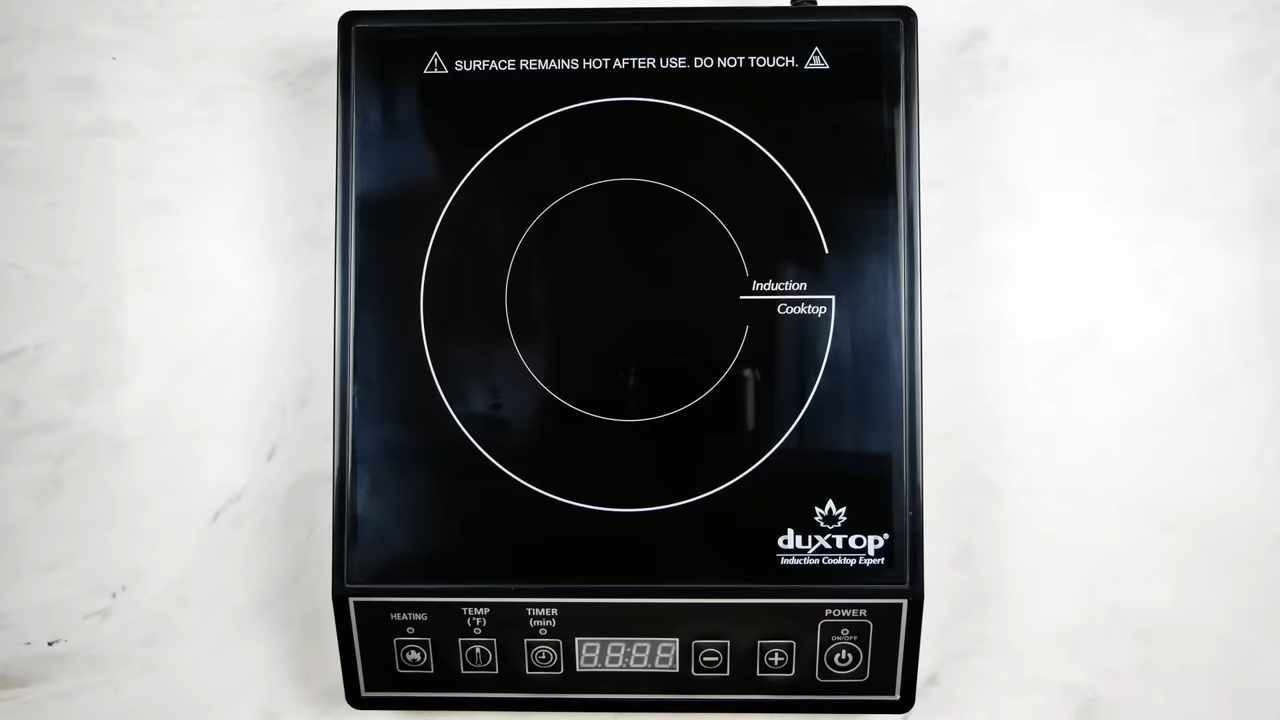 SURFACE REMAINS HOT AFTER USE. DO NOT TOUCH.
Induction
Cooktop
duxtop®
Induction Cooktop Expert
HEATING
TEMP
(°F)
TIMER
(min)
POWER
ON/OFF